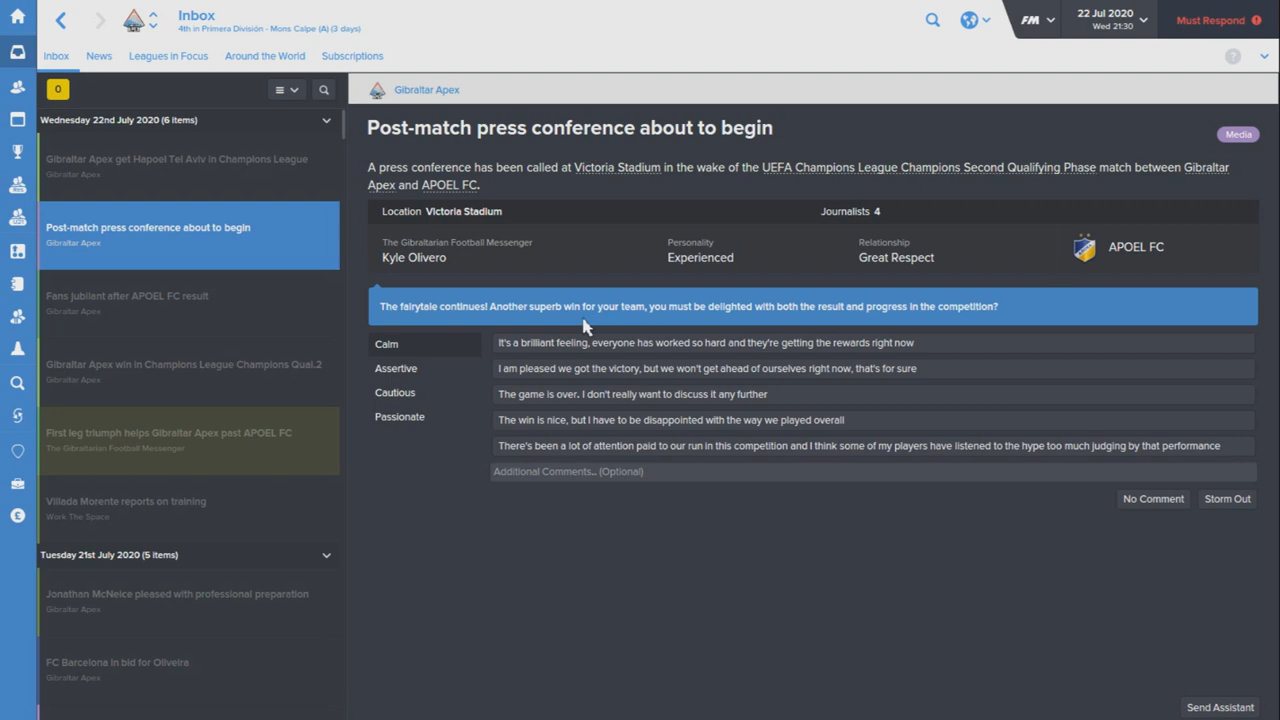 Inbox
4th in Primera División - Mons Calpe (A) (3 days)
FM
22 Jul 2020
Wed 21:30
Must Respond
Inbox
News
Leagues in Focus
Around the World
Subscriptions
0
Gibraltar Apex
Wednesday 22nd July 2020 (6 items)
Gibraltar Apex get Hapoel Tel Aviv in Champions League
Gibraltar Apex
Post-match press conference about to begin
Gibraltar Apex
Fans jubilant after APOEL FC result
Gibraltar Apex
Gibraltar Apex win in Champions League Champions Qual.2
Gibraltar Apex
First leg triumph helps Gibraltar Apex past APOEL FC
The Gibraltarian Football Messenger
Villada Morente reports on training
Work The Space
Tuesday 21st July 2020 (5 items)
Jonathan McNeice pleased with professional preparation
Gibraltar Apex
FC Barcelona in bid for Oliveira
Gibraltar Apex
Post-match press conference about to begin
Media
A press conference has been called at Victoria Stadium in the wake of the UEFA Champions League Champions Second Qualifying Phase match between Gibraltar
Apex and APOEL FC.
Location Victoria Stadium
Journalists 4
The Gibraltarian Football Messenger
Kyle Olivero
Personality
Experienced
Relationship
Great Respect
APOEL FC
The fairytale continues! Another superb win for your team, you must be delighted with both the result and progress in the competition?
Calm
Assertive
Cautious
Passionate
It's a brilliant feeling, everyone has worked so hard and they're getting the rewards right now
I am pleased we got the victory, but we won't get ahead of ourselves right now, that's for sure
The game is over. I don't really want to discuss it any further
The win is nice, but I have to be disappointed with the way we played overall
There's been a lot of attention paid to our run in this competition and I think some of my players have listened to the hype too much judging by that performance
Additional Comments... (Optional)
No Comment
Storm Out
Send Assistant